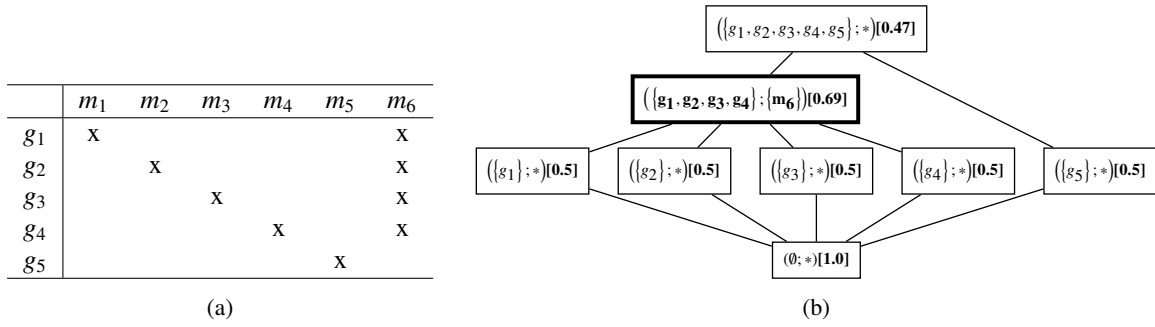 m₁ m₂ m₃ m₄ m₅ m₆
g₁ x x
g₂ x x
g₃ x x
g₄ x x
g₅ x
(a)
({g₁, g₂, g₃, g₄, g₅} ; *)[0.47]
({g₁, g₂, g₃, g₄} ; {m₆})[0.69]
({g₁} ; *)[0.5] ({g₂} ; *)[0.5] ({g₃} ; *)[0.5] ({g₄} ; *)[0.5] ({g₅} ; *)[0.5]
(∅; *)[1.0]
(b)